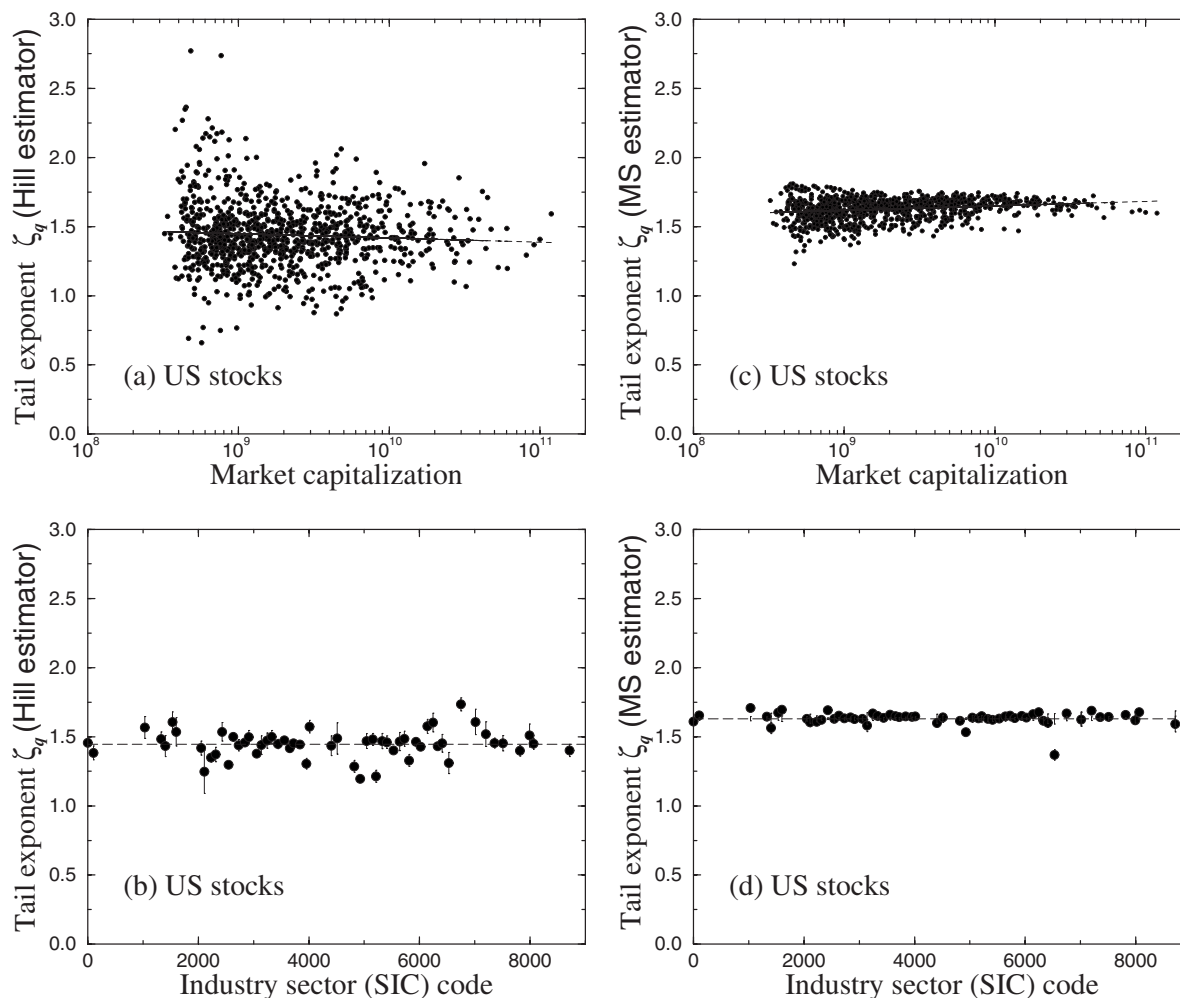 3.0
2.5
2.0
1.5
1.0
0.5
0.0
Tail exponent ζq (Hill estimator)
(a) US stocks
10^8 10^9 10^10 10^11
Market capitalization
3.0
2.5
2.0
1.5
1.0
0.5
0.0
Tail exponent ζq (MS estimator)
(c) US stocks
10^8 10^9 10^10 10^11
Market capitalization
3.0
2.5
2.0
1.5
1.0
0.5
0.0
Tail exponent ζq (Hill estimator)
(b) US stocks
0 2000 4000 6000 8000
Industry sector (SIC) code
3.0
2.5
2.0
1.5
1.0
0.5
0.0
Tail exponent ζq (MS estimator)
(d) US stocks
0 2000 4000 6000 8000
Industry sector (SIC) code